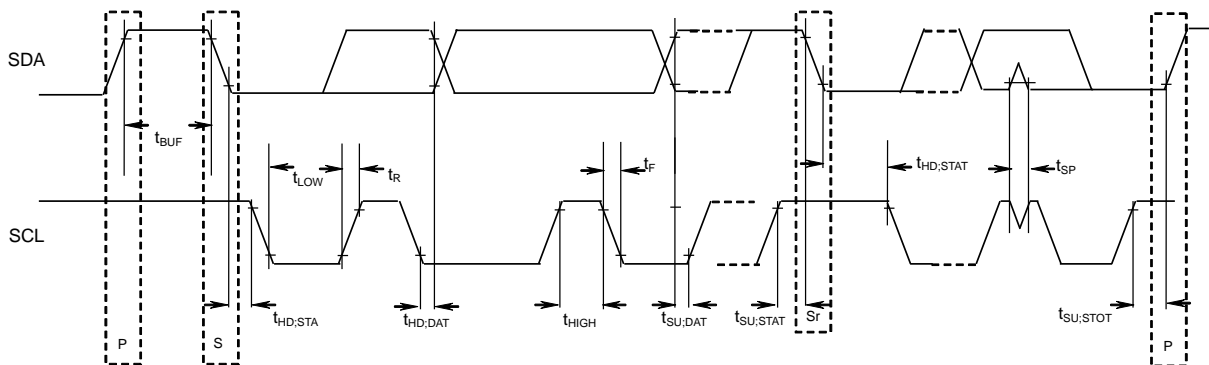 SDA
tBUF
tLOW
tR
tF
tHD;STAT
tSP
SCL
tHD;STA
tHD;DAT
tHIGH
tSU;DAT
tSU;STAT
Sr
tSU;STOT
P
S
P